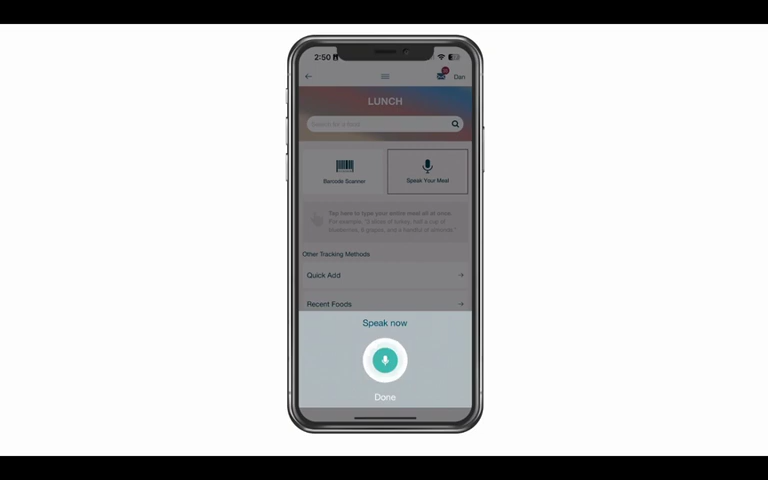 2:50
Dan
LUNCH
Search for a food
Barcode Scanner
Speak Your Meal
Tap here to type your entire meal all at once.
For example, "3 slices of turkey, half a cup of
blueberries, 8 grapes, and a handful of almonds."
Other Tracking Methods
Quick Add
Recent Foods
Speak now
Done